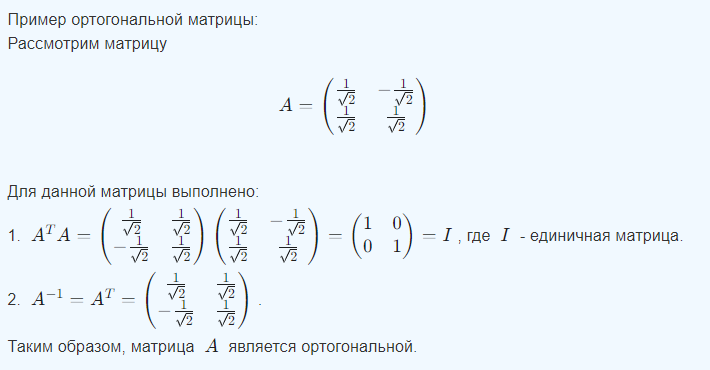 Пример ортогональной матрицы:
Рассмотрим матрицу
$A = \begin{pmatrix} \frac{1}{\sqrt{2}} & -\frac{1}{\sqrt{2}} \\ \frac{1}{\sqrt{2}} & \frac{1}{\sqrt{2}} \end{pmatrix}$
Для данной матрицы выполнено:
1. $A^T A = \begin{pmatrix} \frac{1}{\sqrt{2}} & \frac{1}{\sqrt{2}} \\ -\frac{1}{\sqrt{2}} & \frac{1}{\sqrt{2}} \end{pmatrix} \begin{pmatrix} \frac{1}{\sqrt{2}} & -\frac{1}{\sqrt{2}} \\ \frac{1}{\sqrt{2}} & \frac{1}{\sqrt{2}} \end{pmatrix} = \begin{pmatrix} 1 & 0 \\ 0 & 1 \end{pmatrix} = I$ , где $I$ - единичная матрица.
2. $A^{-1} = A^T = \begin{pmatrix} \frac{1}{\sqrt{2}} & \frac{1}{\sqrt{2}} \\ -\frac{1}{\sqrt{2}} & \frac{1}{\sqrt{2}} \end{pmatrix}$ .
Таким образом, матрица $A$ является ортогональной.